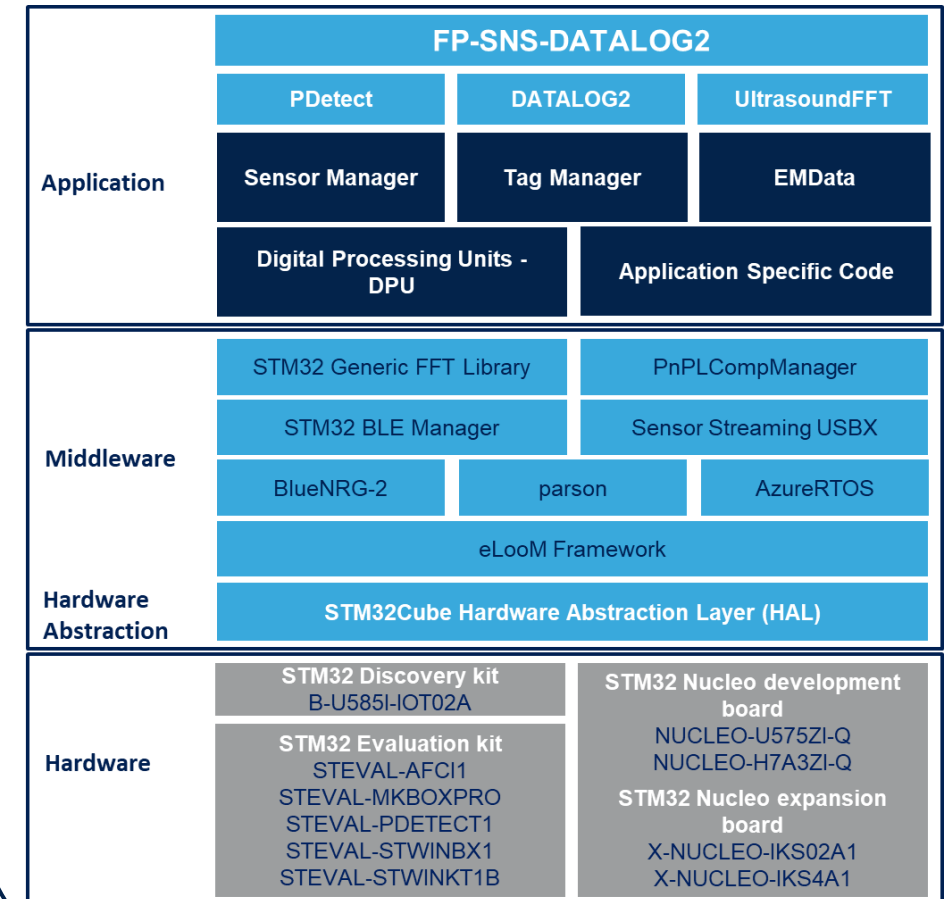 FP-SNS-DATALOG2
PDetect
DATALOG2
UltrasoundFFT
Application
Sensor Manager
Tag Manager
EMData
Digital Processing Units -
DPU
Application Specific Code
Middleware
STM32 Generic FFT Library
PnPLCompManager
STM32 BLE Manager
Sensor Streaming USBX
BlueNRG-2
parson
AzureRTOS
eLooM Framework
Hardware
Abstraction
STM32Cube Hardware Abstraction Layer (HAL)
Hardware
STM32 Discovery kit
B-U585I-IOT02A
STM32 Evaluation kit
STEVAL-AFCI1
STEVAL-MKBOXPRO
STEVAL-PDETECT1
STEVAL-STWINBX1
STEVAL-STWINKT1B
STM32 Nucleo development
board
NUCLEO-U575ZI-Q
NUCLEO-H7A3ZI-Q
STM32 Nucleo expansion
board
X-NUCLEO-IKS02A1
X-NUCLEO-IKS4A1